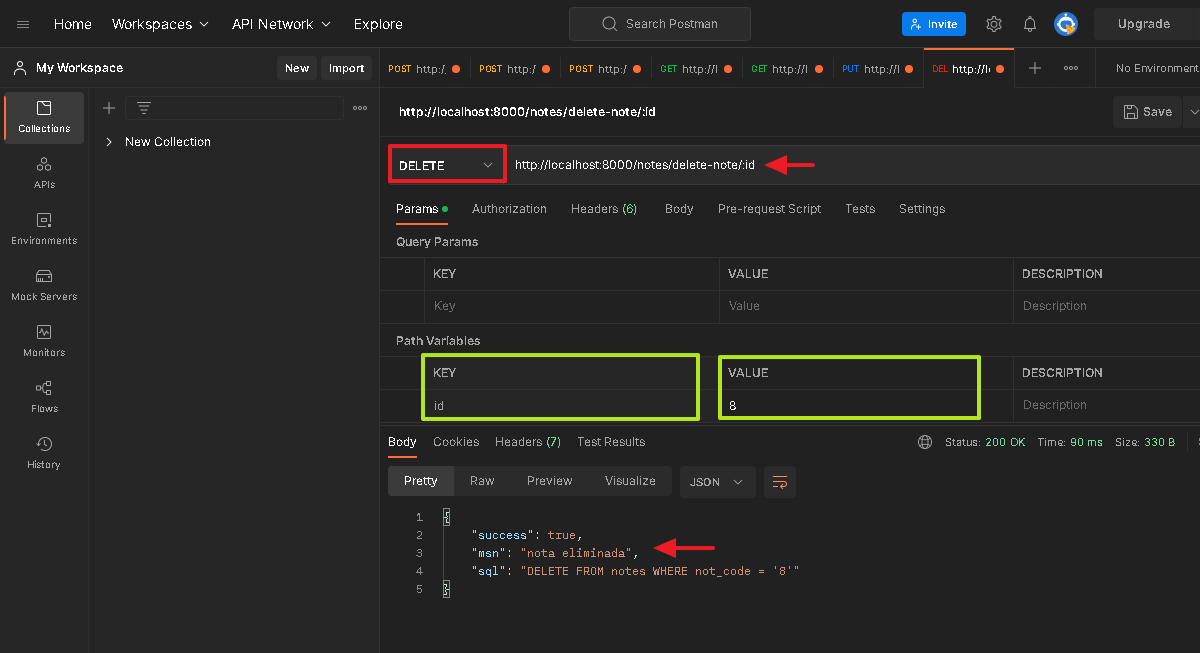 Home Workspaces API Network Explore Search Postman Invite Upgrade
My Workspace New Import POST http:/ POST http:/ POST http:/ GET http://l GET http://l PUT http://l DEL http://l No Environment
Collections
New Collection
APIs
Environments
Mock Servers
Monitors
Flows
History
http://localhost:8000/notes/delete-note/:id Save
DELETE http://localhost:8000/notes/delete-note/:id
Params Authorization Headers (6) Body Pre-request Script Tests Settings
Query Params
KEY VALUE DESCRIPTION
Key Value Description
Path Variables
KEY VALUE DESCRIPTION
id 8 Description
Body Cookies Headers (7) Test Results Status: 200 OK Time: 90 ms Size: 330 B
Pretty Raw Preview Visualize JSON
1 {
2 "success": true,
3 "msn": "nota eliminada",
4 "sql": "DELETE FROM notes WHERE not_code = '8'"
5 }